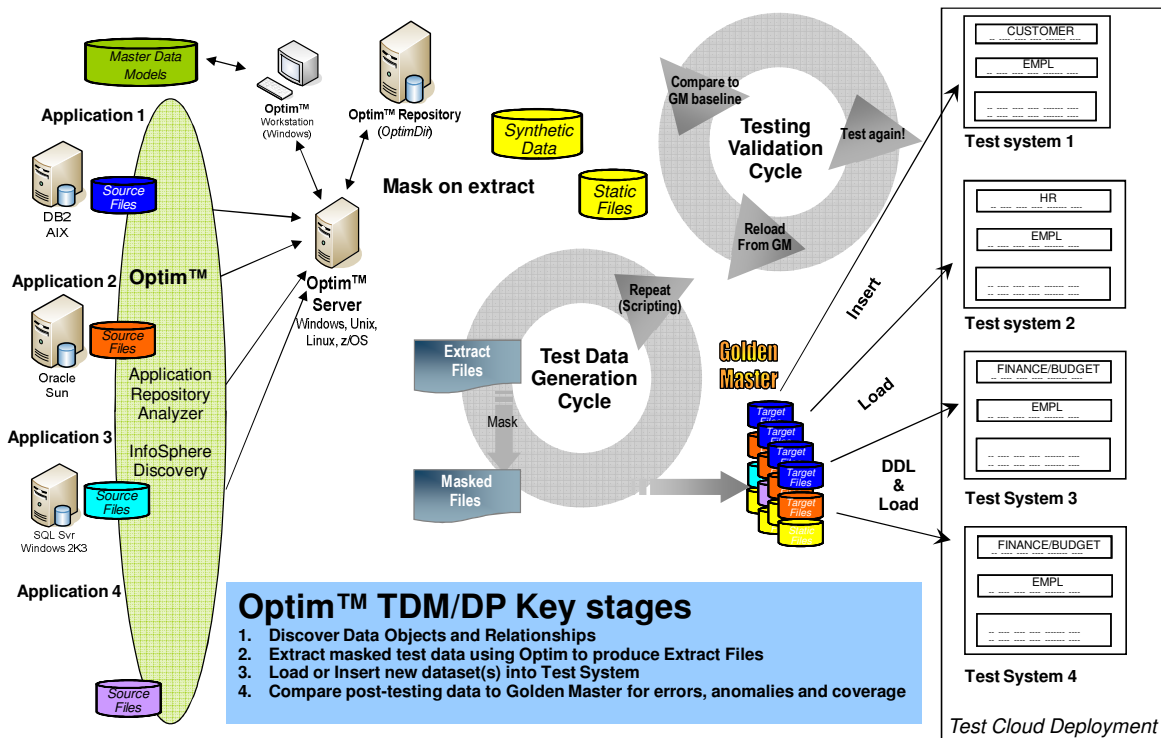 Master Data
Models
Optim™
Workstation
(Windows)
Optim™ Repository
(OptimDir)
Application 1
DB2
AIX
Source
Files
Application 2
Optim™
Source
Files
Oracle
Sun
Application
Repository
Analyzer
InfoSphere
Discovery
Application 3
Source
Files
SQL Svr
Windows 2K3
Application 4
Source
Files
Optim™
Server
Windows, Unix,
Linux, z/OS
Mask on extract
Synthetic
Data
Static
Files
Compare to
GM baseline
Testing
Validation
Cycle
Test again!
Reload
From GM
Repeat
(Scripting)
Extract
Files
Test Data
Generation
Cycle
Mask
Masked
Files
Golden
Master
Target
Files
Target
Files
Target
Files
Target
Files
Target
Files
Insert
Load
DDL
&
Load
CUSTOMER
EMPL
Test system 1
HR
EMPL
Test system 2
FINANCE/BUDGET
EMPL
Test System 3
FINANCE/BUDGET
EMPL
Test System 4
Test Cloud Deployment
Optim™ TDM/DP Key stages
1. Discover Data Objects and Relationships
2. Extract masked test data using Optim to produce Extract Files
3. Load or Insert new dataset(s) into Test System
4. Compare post-testing data to Golden Master for errors, anomalies and coverage